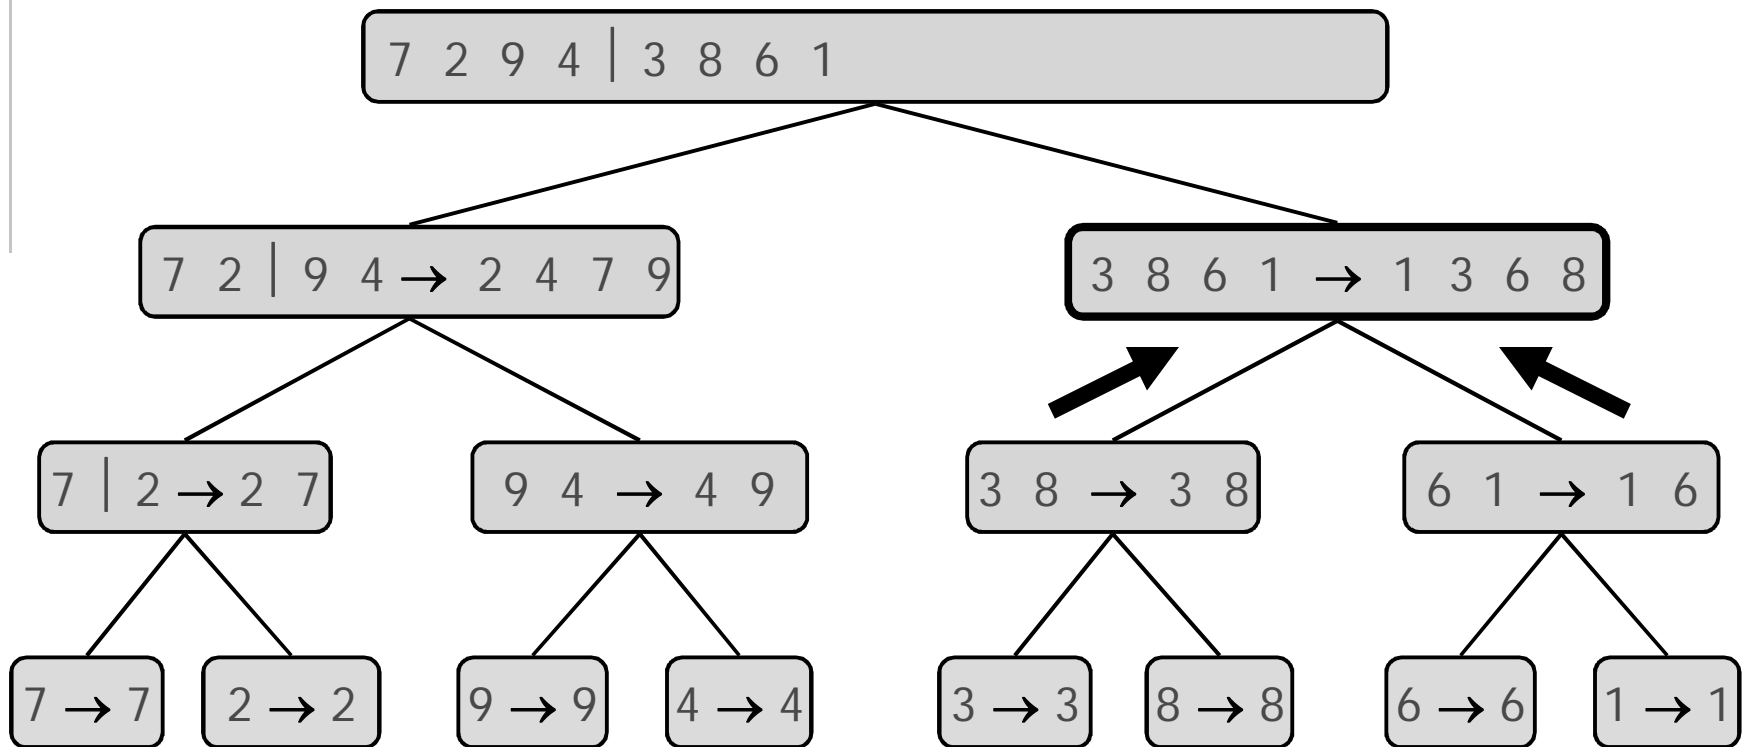 7 2 9 4 | 3 8 6 1
7 2 | 9 4 → 2 4 7 9
3 8 6 1 → 1 3 6 8
7 | 2 → 2 7
9 4 → 4 9
3 8 → 3 8
6 1 → 1 6
7 → 7
2 → 2
9 → 9
4 → 4
3 → 3
8 → 8
6 → 6
1 → 1